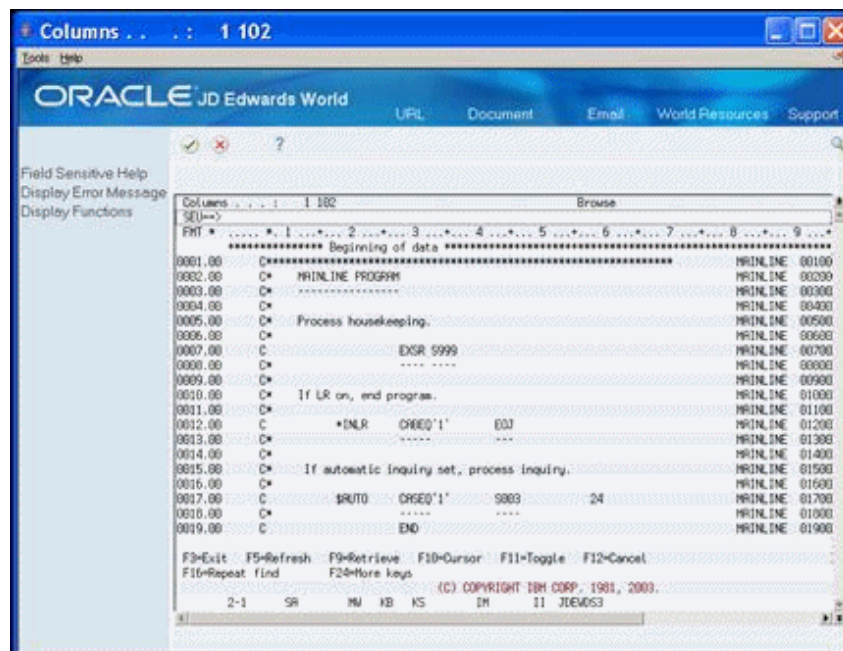 Columns . . . . : 1 102
Tools Help
ORACLE JD Edwards World
URL Document Email World Resources Support
?
Field Sensitive Help
Display Error Message
Display Functions
Columns . . . : 1 102 Browse
SEU==>
FMT * ..... *. 1 ...+... 2 ...+... 3 ...+... 4 ...+... 5 ...+... 6 ...+... 7 ...+... 8 ...+... 9 ...+
*************** Beginning of data ***************
0001.00 C**************** MAINLINE 00100
0002.00 C* MAINLINE PROGRAM MAINLINE 00200
0003.00 C* ---------------- MAINLINE 00300
0004.00 C* MAINLINE 00400
0005.00 C* Process housekeeping. MAINLINE 00500
0006.00 C* MAINLINE 00600
0007.00 C EXSR S999 MAINLINE 00700
0008.00 C* ---- ---- MAINLINE 00800
0009.00 C* MAINLINE 00900
0010.00 C* If LR on, end program. MAINLINE 01000
0011.00 C* MAINLINE 01100
0012.00 C *INLR CABEQ'1' EOJ MAINLINE 01200
0013.00 C* ----- --- MAINLINE 01300
0014.00 C* MAINLINE 01400
0015.00 C* If automatic inquiry set, process inquiry. MAINLINE 01500
0016.00 C* MAINLINE 01600
0017.00 C $AUTO CASEQ'1' S003 24 MAINLINE 01700
0018.00 C* ----- ---- MAINLINE 01800
0019.00 C END MAINLINE 01900
F3=Exit F5=Refresh F9=Retrieve F10=Cursor F11=Toggle F12=Cancel
F16=Repeat find F24=More keys
(C) COPYRIGHT IBM CORP. 1981, 2003.
2-1 SA MW KB KS IM II JDEWDS3